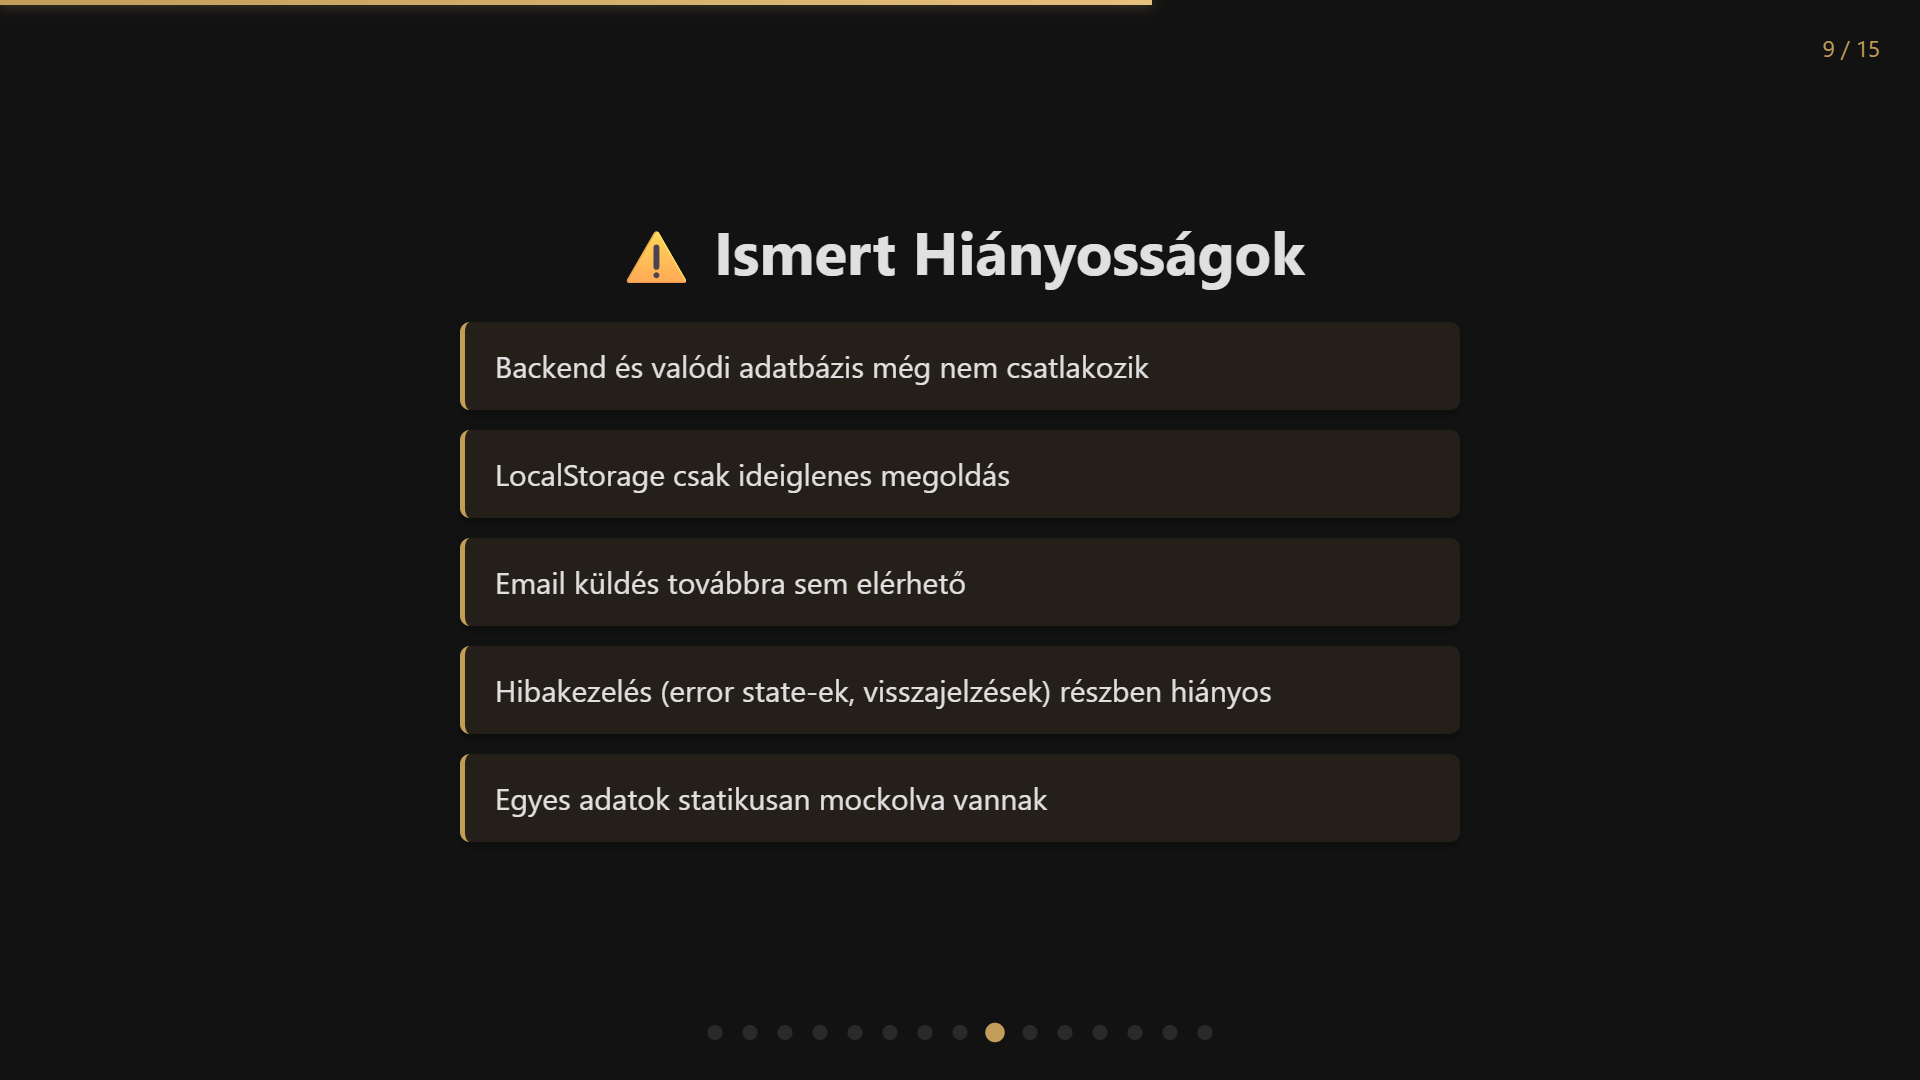 9 / 15
⚠️ Ismert Hiányosságok
Backend és valódi adatbázis még nem csatlakozik
LocalStorage csak ideiglenes megoldás
Email küldés továbbra sem elérhető
Hibakezelés (error state-ek, visszajelzések) részben hiányos
Egyes adatok statikusan mockolva vannak